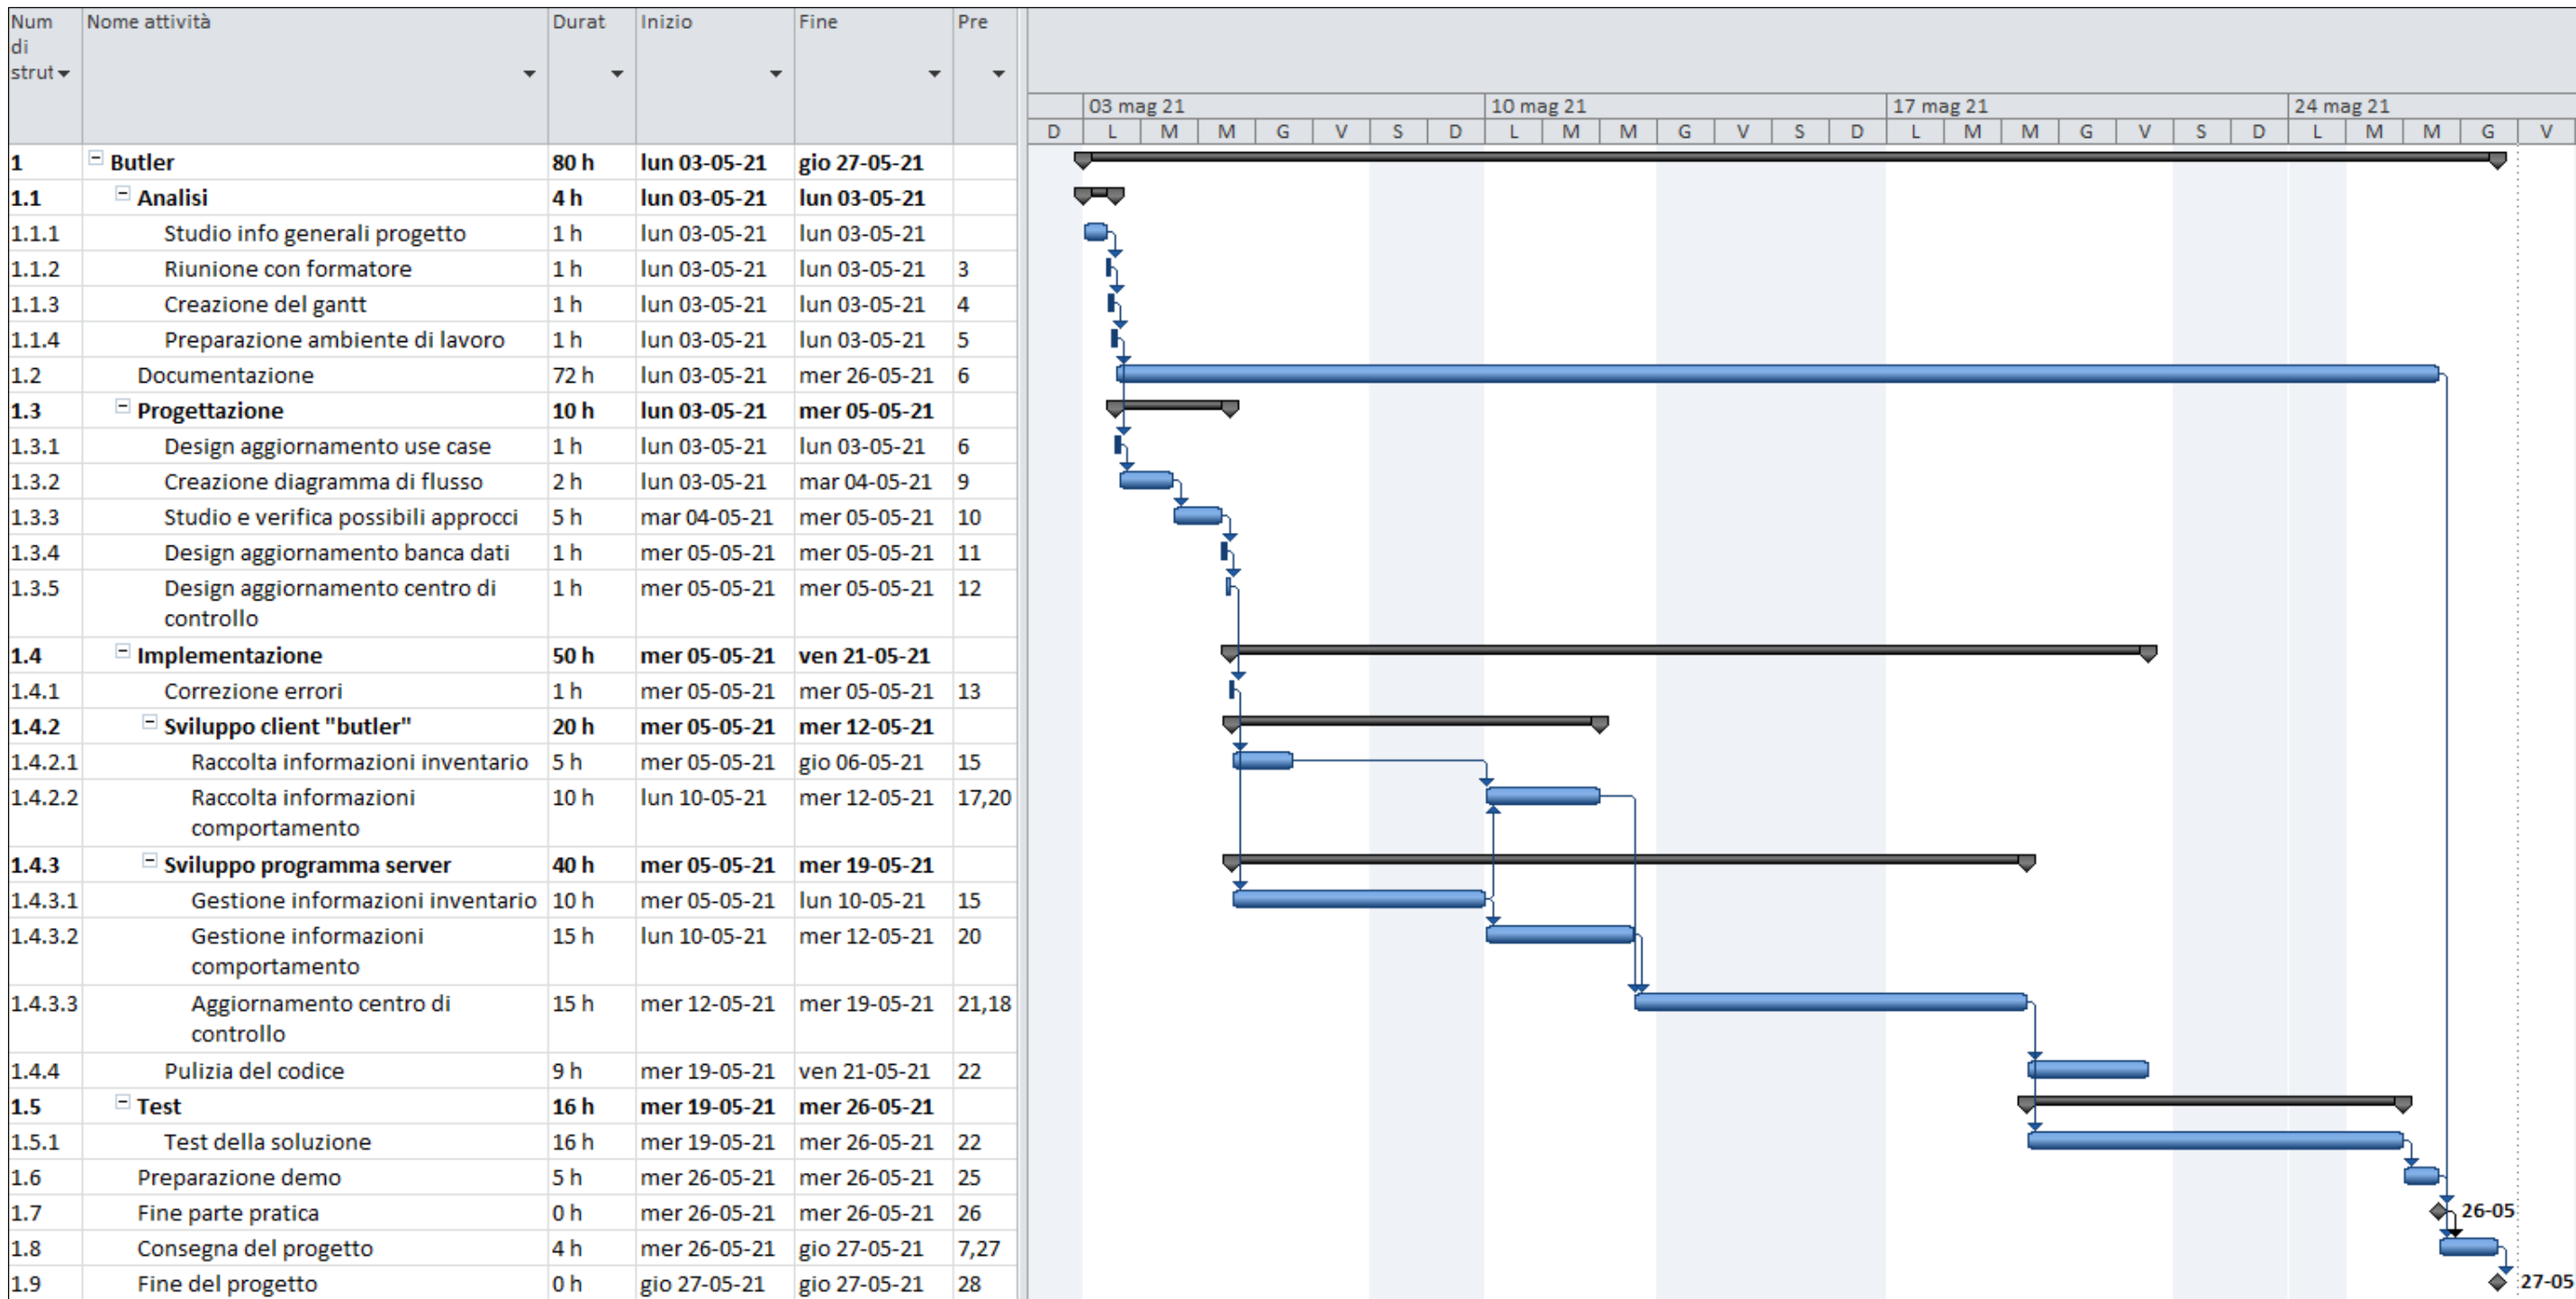 Num Nome attività Durat Inizio Fine Pre
di
strut
03 mag 21 10 mag 21 17 mag 21 24 mag 21
D L M M G V S D L M M G V S D L M M G V S D L M M G V
1 Butler 80 h lun 03-05-21 gio 27-05-21
1.1 Analisi 4 h lun 03-05-21 lun 03-05-21
1.1.1 Studio info generali progetto 1 h lun 03-05-21 lun 03-05-21
1.1.2 Riunione con formatore 1 h lun 03-05-21 lun 03-05-21 3
1.1.3 Creazione del gantt 1 h lun 03-05-21 lun 03-05-21 4
1.1.4 Preparazione ambiente di lavoro 1 h lun 03-05-21 lun 03-05-21 5
1.2 Documentazione 72 h lun 03-05-21 mer 26-05-21 6
1.3 Progettazione 10 h lun 03-05-21 mer 05-05-21
1.3.1 Design aggiornamento use case 1 h lun 03-05-21 lun 03-05-21 6
1.3.2 Creazione diagramma di flusso 2 h lun 03-05-21 mar 04-05-21 9
1.3.3 Studio e verifica possibili approcci 5 h mar 04-05-21 mer 05-05-21 10
1.3.4 Design aggiornamento banca dati 1 h mer 05-05-21 mer 05-05-21 11
1.3.5 Design aggiornamento centro di 1 h mer 05-05-21 mer 05-05-21 12
controllo
1.4 Implementazione 50 h mer 05-05-21 ven 21-05-21
1.4.1 Correzione errori 1 h mer 05-05-21 mer 05-05-21 13
1.4.2 Sviluppo client "butler" 20 h mer 05-05-21 mer 12-05-21
1.4.2.1 Raccolta informazioni inventario 5 h mer 05-05-21 gio 06-05-21 15
1.4.2.2 Raccolta informazioni 10 h lun 10-05-21 mer 12-05-21 17,20
comportamento
1.4.3 Sviluppo programma server 40 h mer 05-05-21 mer 19-05-21
1.4.3.1 Gestione informazioni inventario 10 h mer 05-05-21 lun 10-05-21 15
1.4.3.2 Gestione informazioni 15 h lun 10-05-21 mer 12-05-21 20
comportamento
1.4.3.3 Aggiornamento centro di 15 h mer 12-05-21 mer 19-05-21 21,18
controllo
1.4.4 Pulizia del codice 9 h mer 19-05-21 ven 21-05-21 22
1.5 Test 16 h mer 19-05-21 mer 26-05-21
1.5.1 Test della soluzione 16 h mer 19-05-21 mer 26-05-21 22
1.6 Preparazione demo 5 h mer 26-05-21 mer 26-05-21 25
1.7 Fine parte pratica 0 h mer 26-05-21 mer 26-05-21 26 26-05
1.8 Consegna del progetto 4 h mer 26-05-21 gio 27-05-21 7,27
1.9 Fine del progetto 0 h gio 27-05-21 gio 27-05-21 28 27-05